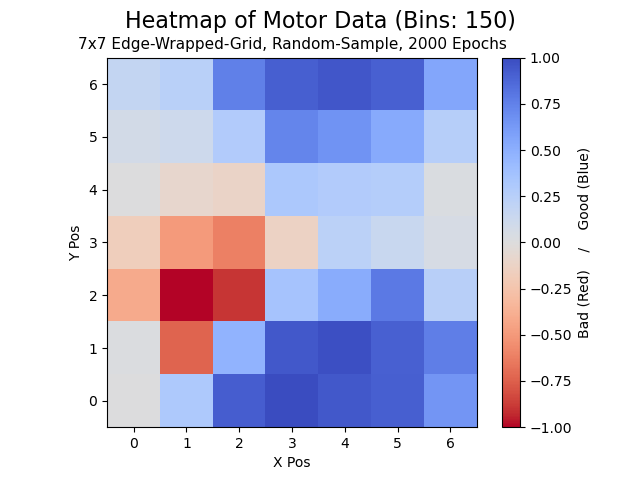 Heatmap of Motor Data (Bins: 150)
7x7 Edge-Wrapped-Grid, Random-Sample, 2000 Epochs
6
5
4
3
2
1
0
Y Pos
0 1 2 3 4 5 6
X Pos
1.00
0.75
0.50
0.25
0.00
−0.25
−0.50
−0.75
−1.00
Bad (Red) / Good (Blue)